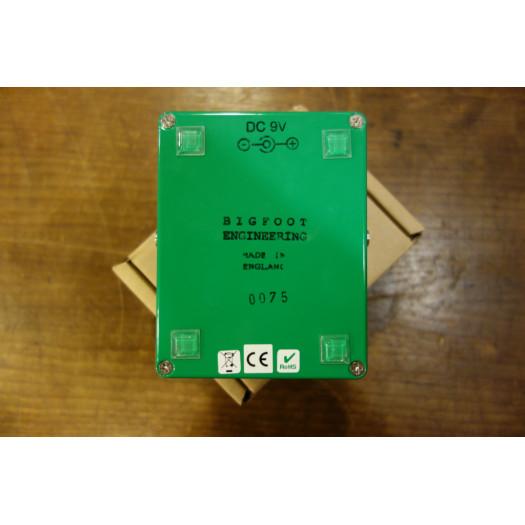 DC 9V
BIGFOOT
ENGINEERING
MADE IN
ENGLAND
0075
CE
RoHS